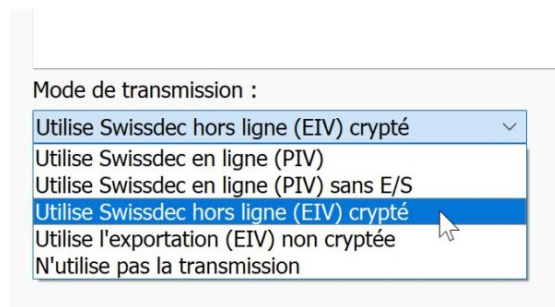 Mode de transmission :
Utilise Swissdec hors ligne (EIV) crypté
Utilise Swissdec en ligne (PIV)
Utilise Swissdec en ligne (PIV) sans E/S
Utilise Swissdec hors ligne (EIV) crypté
Utilise l'exportation (EIV) non cryptée
N'utilise pas la transmission